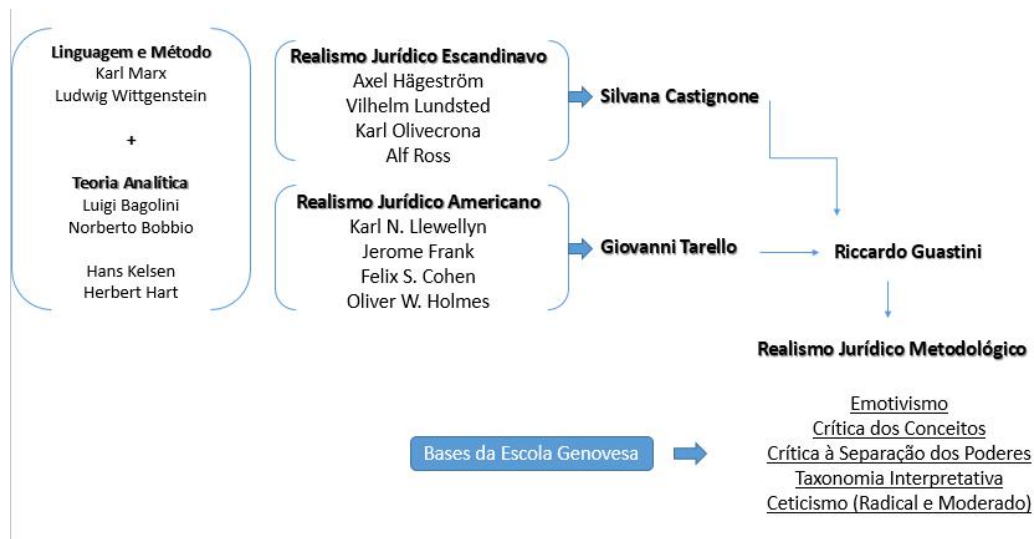 Linguagem e Método
Karl Marx
Ludwig Wittgenstein
+
Teoria Analítica
Luigi Bagolini
Norberto Bobbio
Hans Kelsen
Herbert Hart
Realismo Jurídico Escandinavo
Axel Hägeström
Vilhelm Lundsted
Karl Olivecrona
Alf Ross
Silvana Castignone
Realismo Jurídico Americano
Karl N. Llewellyn
Jerome Frank
Felix S. Cohen
Oliver W. Holmes
Giovanni Tarello
Riccardo Guastini
Realismo Jurídico Metodológico
Bases da Escola Genovesa
Emotivismo
Crítica dos Conceitos
Crítica à Separação dos Poderes
Taxonomia Interpretativa
Ceticismo (Radical e Moderado)